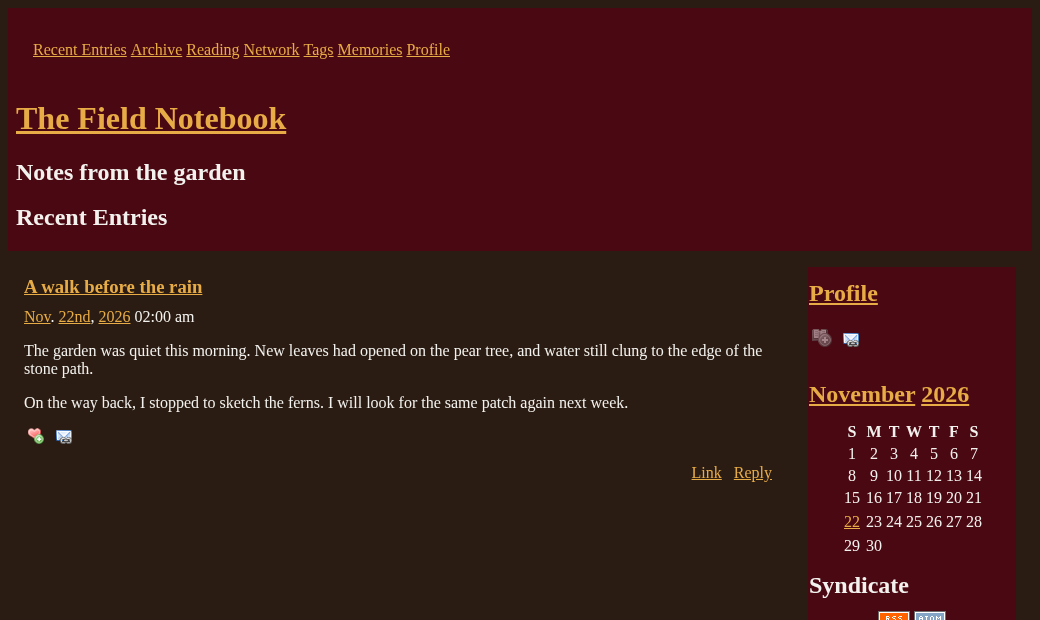 Recent Entries Archive Reading Network Tags Memories Profile
The Field Notebook
Notes from the garden
Recent Entries
A walk before the rain
Nov. 22nd, 2026 02:00 am
The garden was quiet this morning. New leaves had opened on the pear tree, and water still clung to the edge of the
stone path.
On the way back, I stopped to sketch the ferns. I will look for the same patch again next week.
Link Reply
Profile
November 2026
S M T W T F S
1 2 3 4 5 6 7
8 9 10 11 12 13 14
15 16 17 18 19 20 21
22 23 24 25 26 27 28
29 30
Syndicate
RSS ATOM